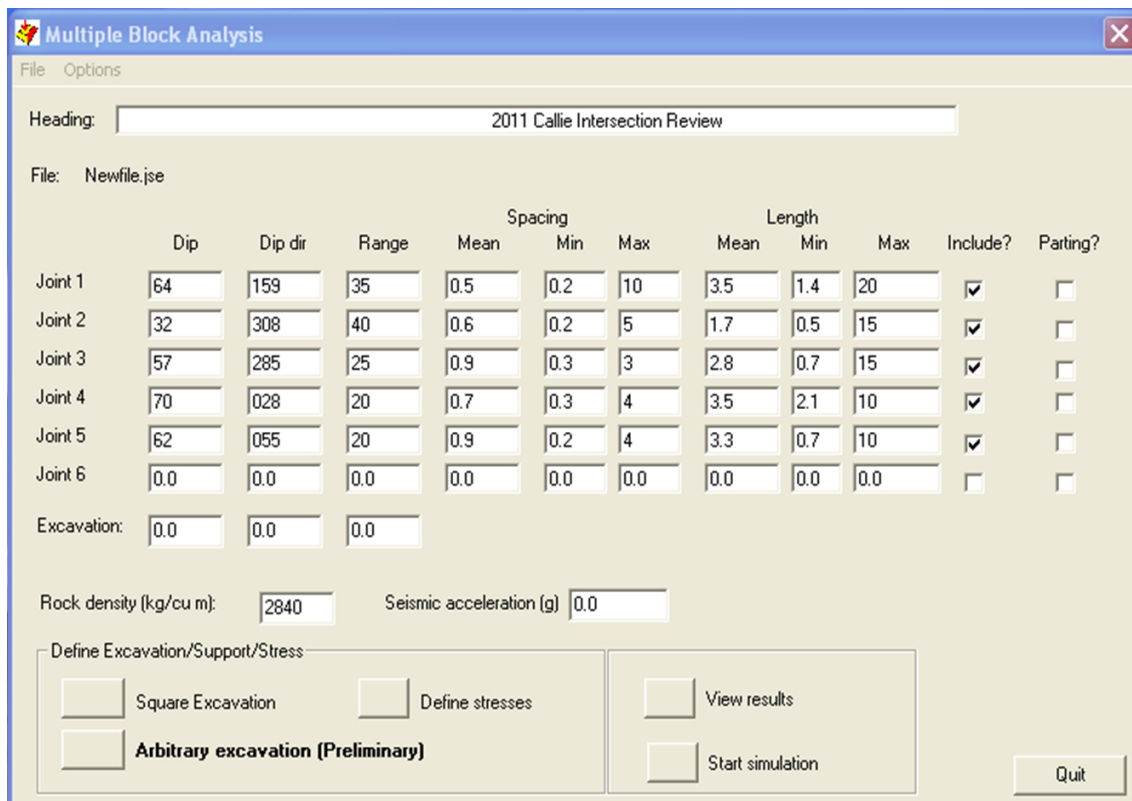 Multiple Block Analysis
File Options
Heading: 2011 Callie Intersection Review
File: Newfile.jse
Spacing Length
Dip Dip dir Range Mean Min Max Mean Min Max Include? Parting?
Joint 1 64 159 35 0.5 0.2 10 3.5 1.4 20
Joint 2 32 308 40 0.6 0.2 5 1.7 0.5 15
Joint 3 57 285 25 0.9 0.3 3 2.8 0.7 15
Joint 4 70 028 20 0.7 0.3 4 3.5 2.1 10
Joint 5 62 055 20 0.9 0.2 4 3.3 0.7 10
Joint 6 0.0 0.0 0.0 0.0 0.0 0.0 0.0 0.0 0.0
Excavation: 0.0 0.0 0.0
Rock density (kg/cu m): 2840 Seismic acceleration (g) 0.0
Define Excavation/Support/Stress
Square Excavation Define stresses View results
Arbitrary excavation (Preliminary) Start simulation
Quit